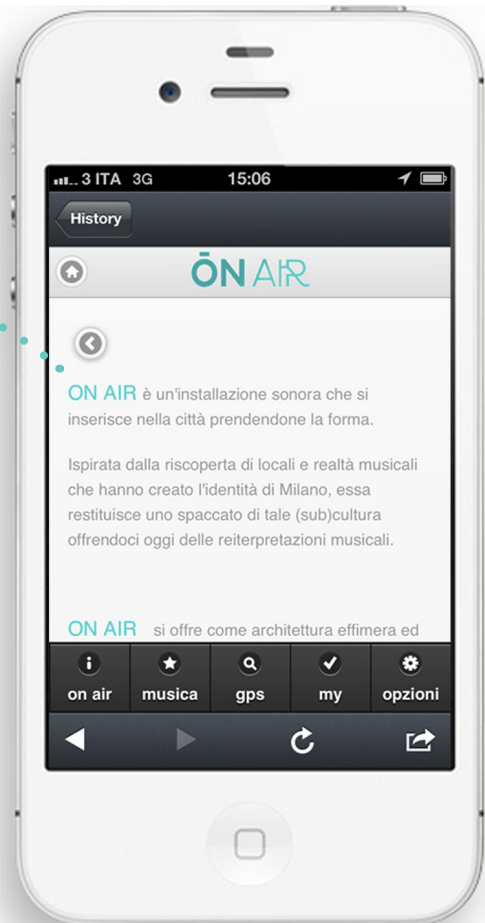 3 ITA 3G 15:06
History
ŌN AIR
ON AIR è un'installazione sonora che si
inserisce nella città prendendone la forma.
Ispirata dalla riscoperta di locali e realtà musicali
che hanno creato l'identità di Milano, essa
restituisce uno spaccato di tale (sub)cultura
offrendoci oggi delle reiterpretazioni musicali.
ON AIR si offre come architettura effimera ed
on air musica gps my opzioni